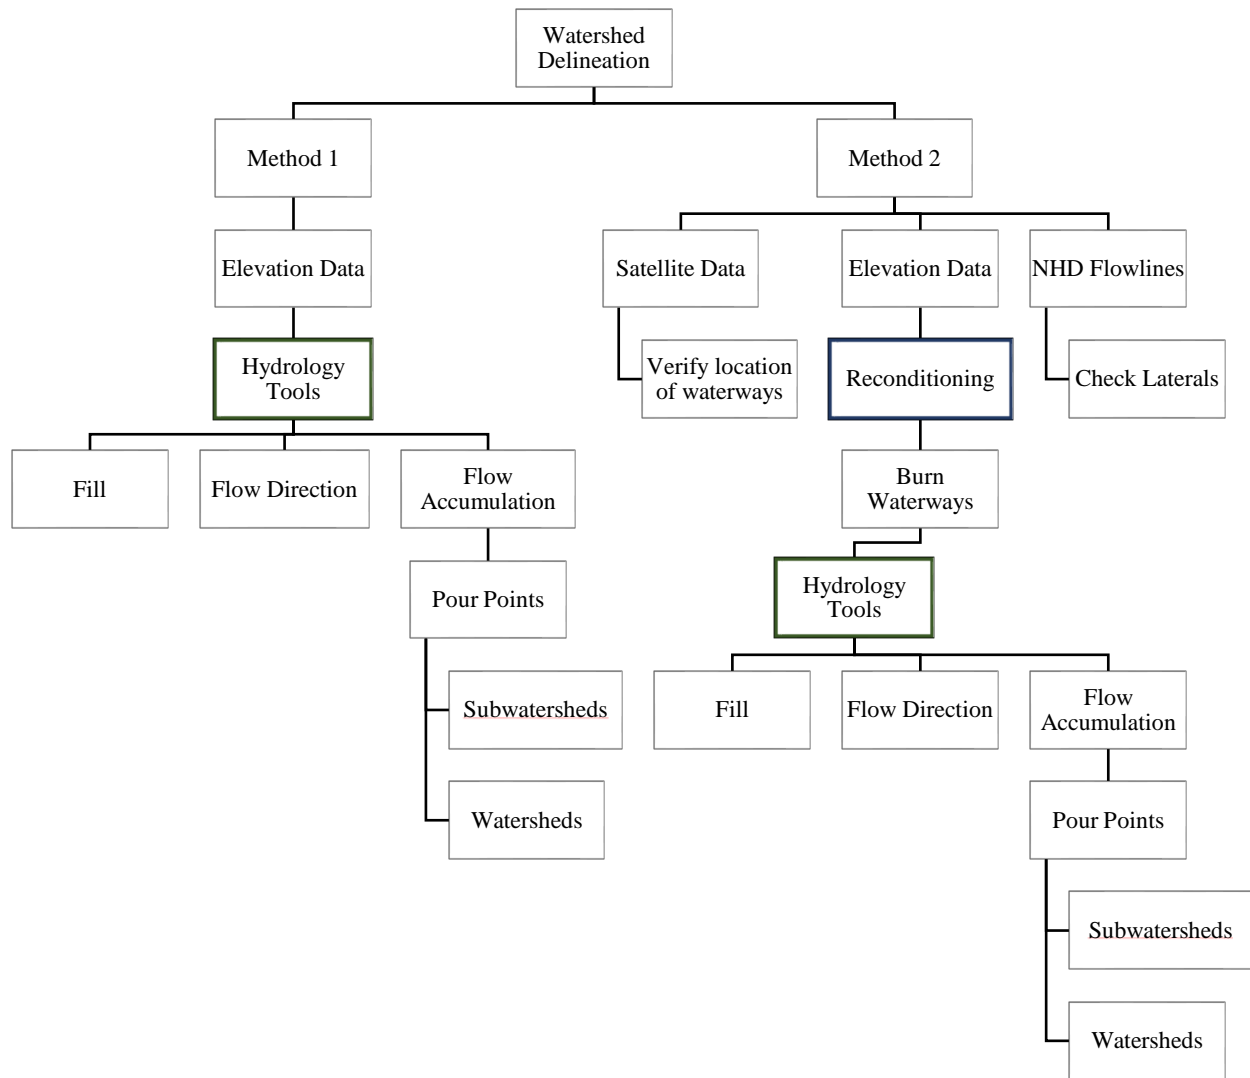 Watershed
Delineation
Method 1
Method 2
Elevation Data
Satellite Data
Elevation Data
NHD Flowlines
Hydrology
Tools
Verify location
of waterways
Reconditioning
Check Laterals
Fill
Flow Direction
Flow
Accumulation
Burn
Waterways
Pour Points
Hydrology
Tools
Subwatersheds
Fill
Flow Direction
Flow
Accumulation
Watersheds
Pour Points
Subwatersheds
Watersheds